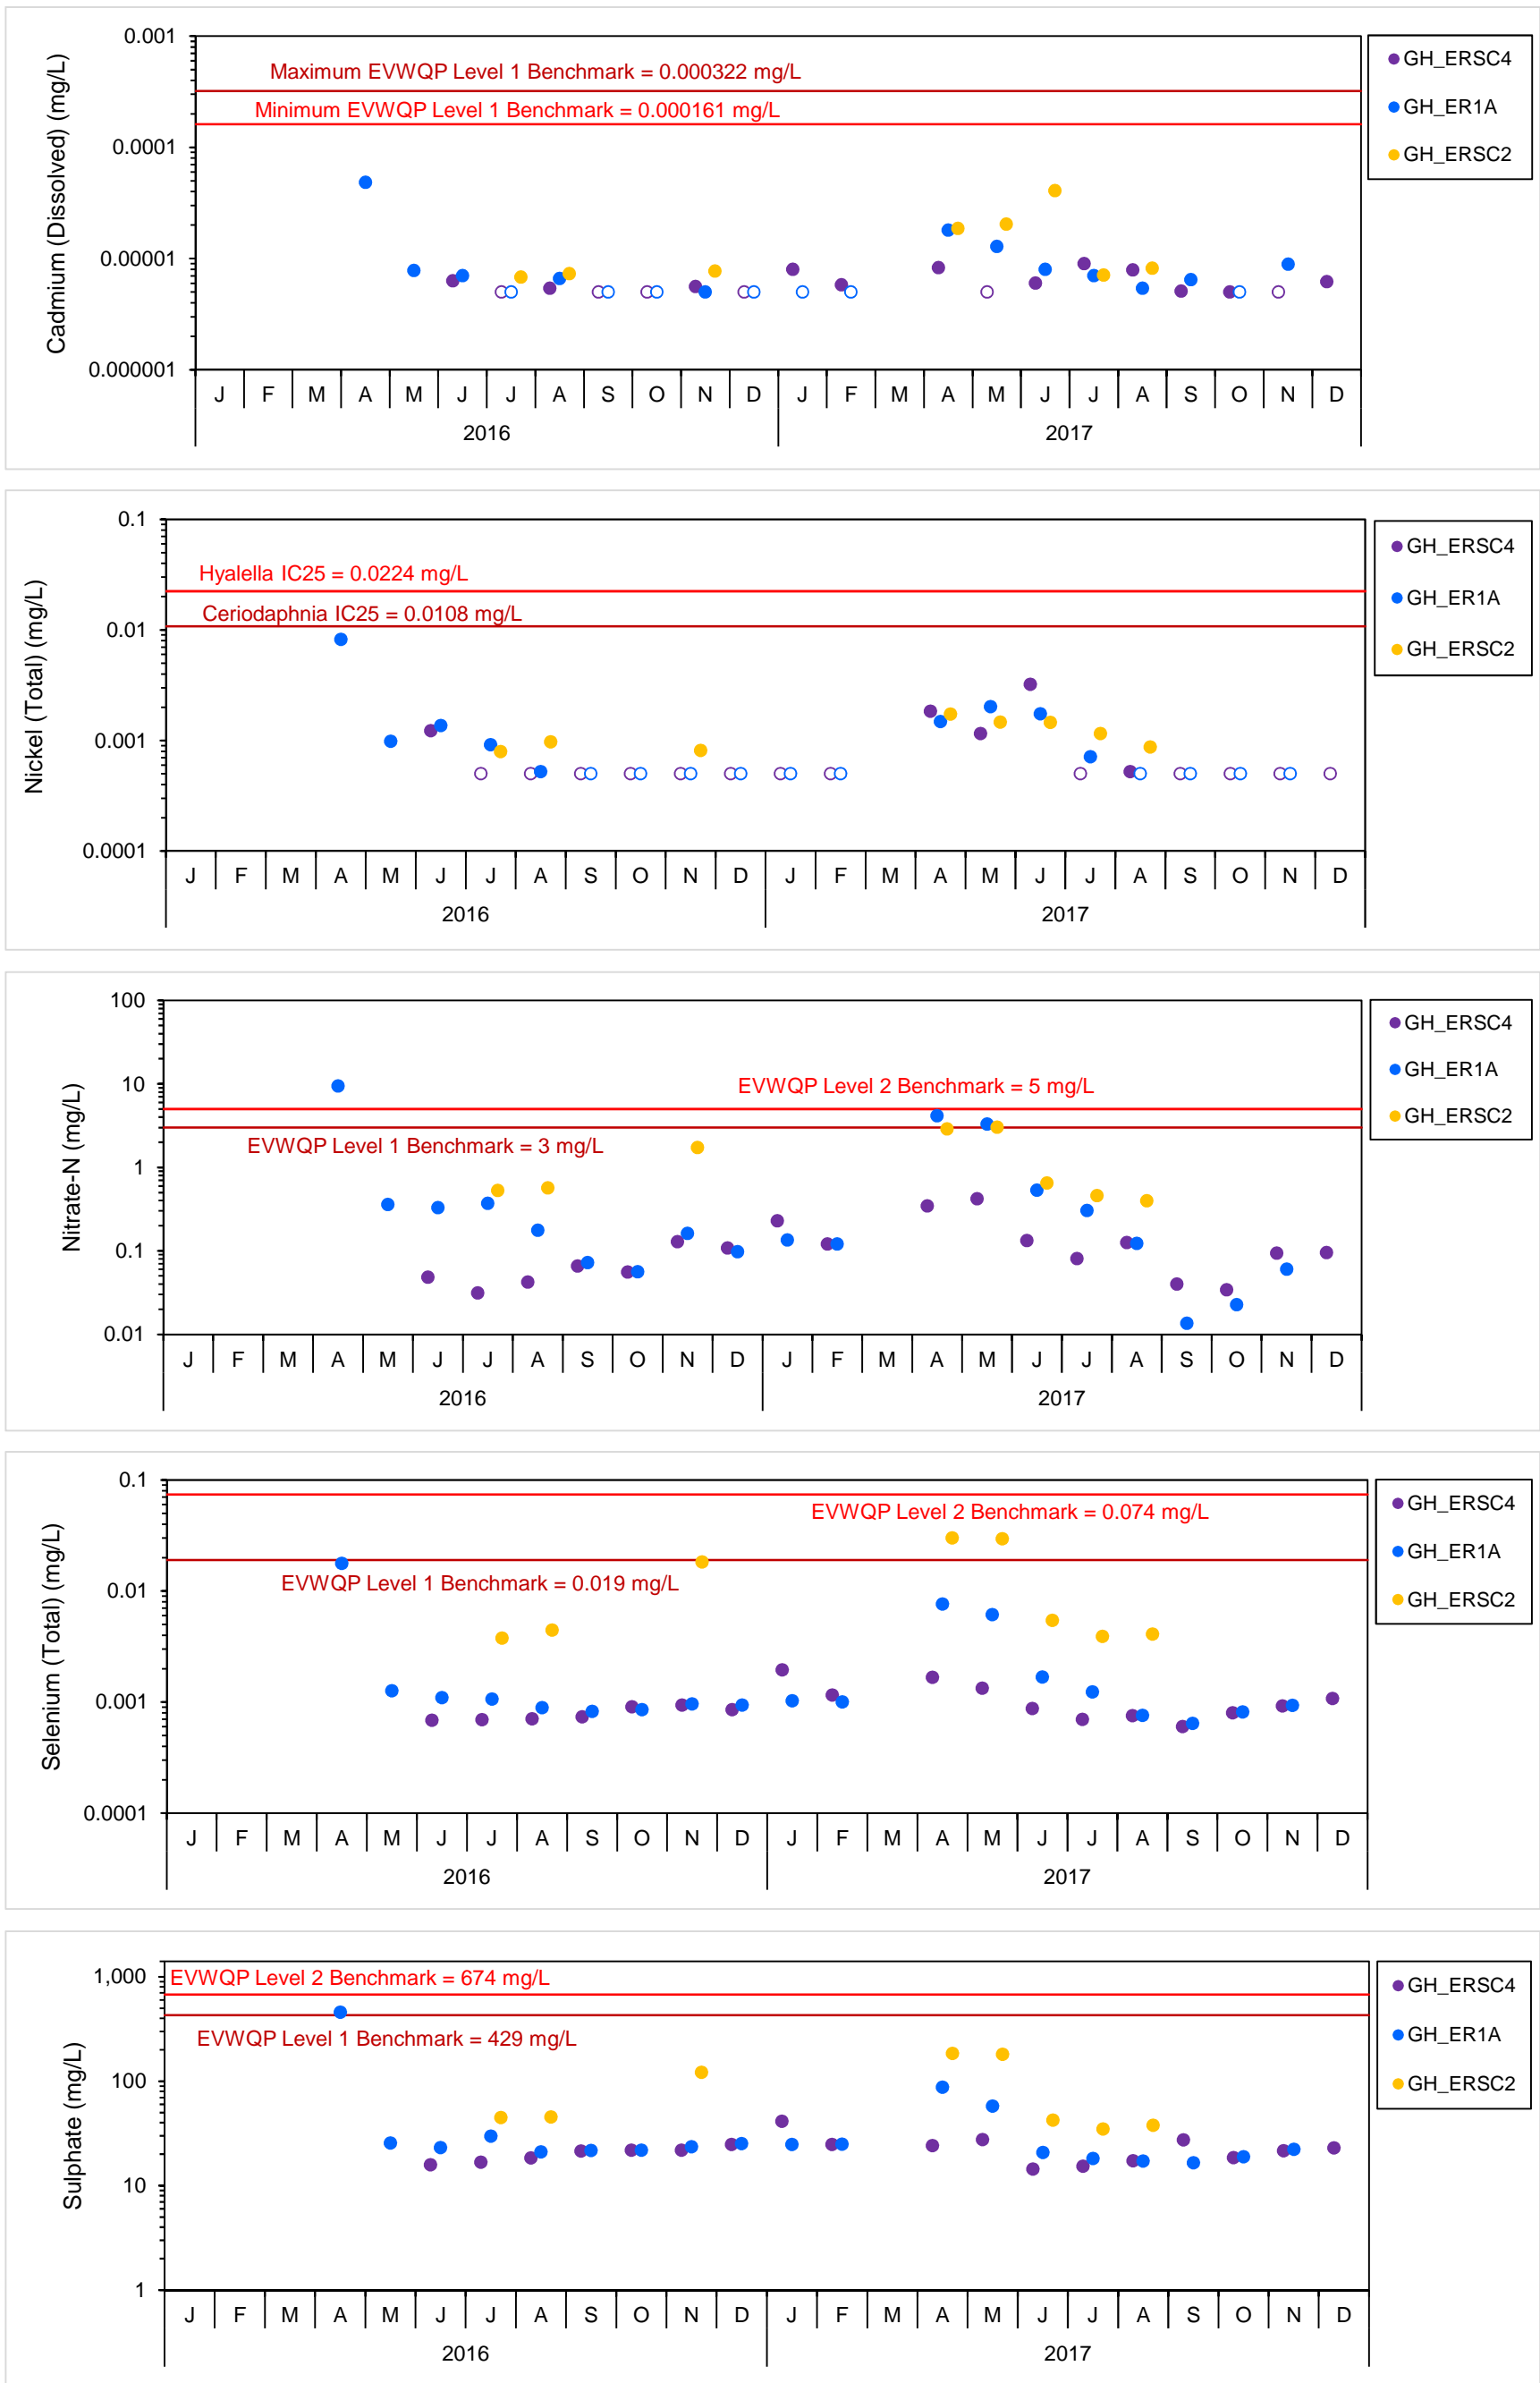 Cadmium (Dissolved) (mg/L)
0.001
0.0001
0.00001
0.000001
Maximum EVWQP Level 1 Benchmark = 0.000322 mg/L
Minimum EVWQP Level 1 Benchmark = 0.000161 mg/L
J F M A M J J A S O N D J F M A M J J A S O N D
2016 2017
GH_ERSC4
GH_ER1A
GH_ERSC2
Nickel (Total) (mg/L)
0.1
0.01
0.001
0.0001
Hyalella IC25 = 0.0224 mg/L
Ceriodaphnia IC25 = 0.0108 mg/L
J F M A M J J A S O N D J F M A M J J A S O N D
2016 2017
GH_ERSC4
GH_ER1A
GH_ERSC2
Nitrate-N (mg/L)
100
10
1
0.1
0.01
EVWQP Level 2 Benchmark = 5 mg/L
EVWQP Level 1 Benchmark = 3 mg/L
J F M A M J J A S O N D J F M A M J J A S O N D
2016 2017
GH_ERSC4
GH_ER1A
GH_ERSC2
Selenium (Total) (mg/L)
0.1
0.01
0.001
0.0001
EVWQP Level 2 Benchmark = 0.074 mg/L
EVWQP Level 1 Benchmark = 0.019 mg/L
J F M A M J J A S O N D J F M A M J J A S O N D
2016 2017
GH_ERSC4
GH_ER1A
GH_ERSC2
Sulphate (mg/L)
1,000
100
10
1
EVWQP Level 2 Benchmark = 674 mg/L
EVWQP Level 1 Benchmark = 429 mg/L
J F M A M J J A S O N D J F M A M J J A S O N D
2016 2017
GH_ERSC4
GH_ER1A
GH_ERSC2